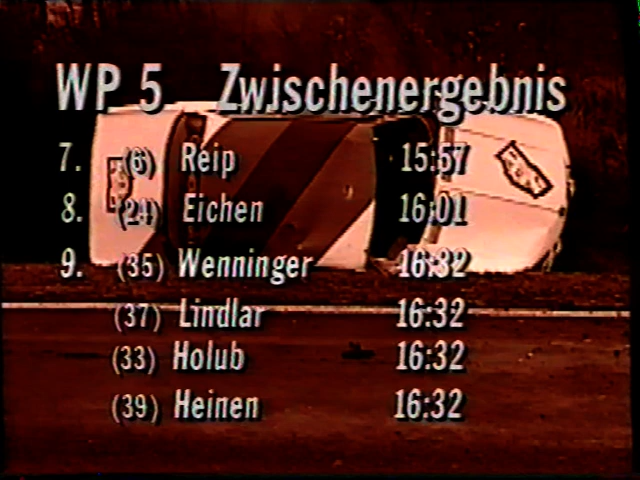 WP 5 Zwischenergebnis
7. (6) Reip 15:57
8. (24) Eichen 16:01
9. (35) Wenninger 16:32
(37) Lindlar 16:32
(33) Holub 16:32
(39) Heinen 16:32